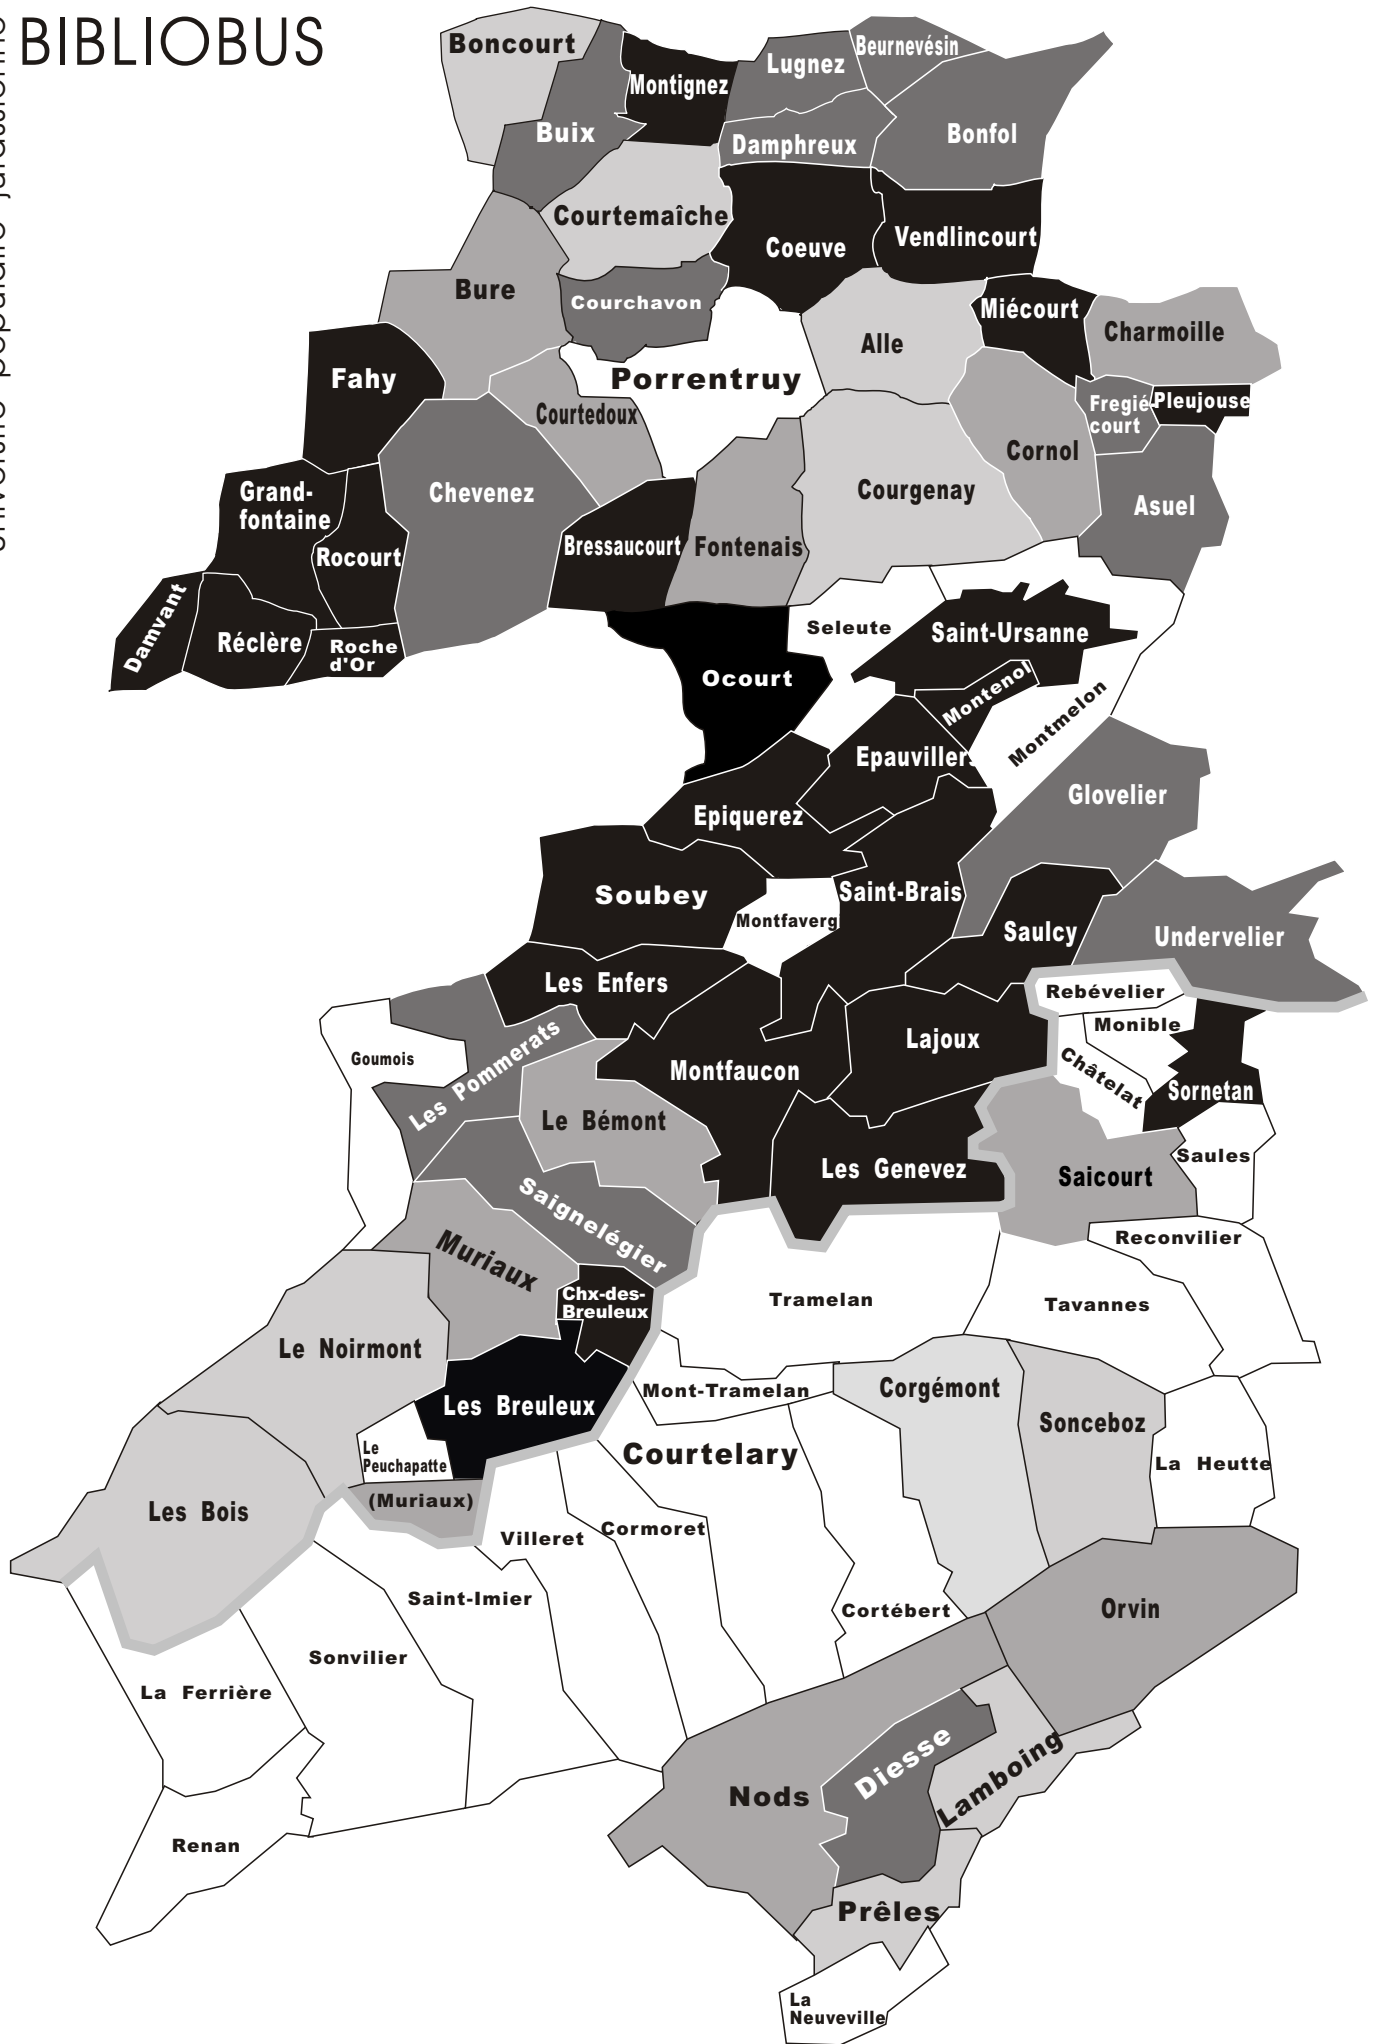 BIBLIOBUS
université populaire jurassienne
Boncourt
Montignez
Lugnez
Beurnevésin
Buix
Damphreux
Bonfol
Courtemaîche
Coeuve
Vendlincourt
Bure
Courchavon
Miécourt
Charmoille
Alle
Fahy
Porrentruy
Courtedoux
Fregié-
court
Pleujouse
Cornol
Grand-
fontaine
Chevenez
Courgenay
Asuel
Rocourt
Bressaucourt
Fontenais
Damvant
Réclère
Roche
d'Or
Seleute
Saint-Ursanne
Ocourt
Montenol
Montmelon
Epauvillers
Glovelier
Epiquerez
Soubey
Saint-Brais
Montfaverg
Saulcy
Undervelier
Les Enfers
Rebévelier
Monible
Lajoux
Goumois
Les Pommerats
Montfaucon
Châtelat
Sornetan
Le Bémont
Les Genevez
Saicourt
Saules
Saignelégier
Muriaux
Reconvilier
Chx-des-
Breuleux
Tramelan
Tavannes
Le Noirmont
Mont-Tramelan
Corgémont
Les Breuleux
Sonceboz
Le
Peuchapatte
Courtelary
La Heutte
Les Bois
(Muriaux)
Villeret
Cormoret
Saint-Imier
Cortébert
Orvin
Sonvilier
La Ferrière
Diesse
Lamboing
Nods
Renan
Prêles
La
Neuveville